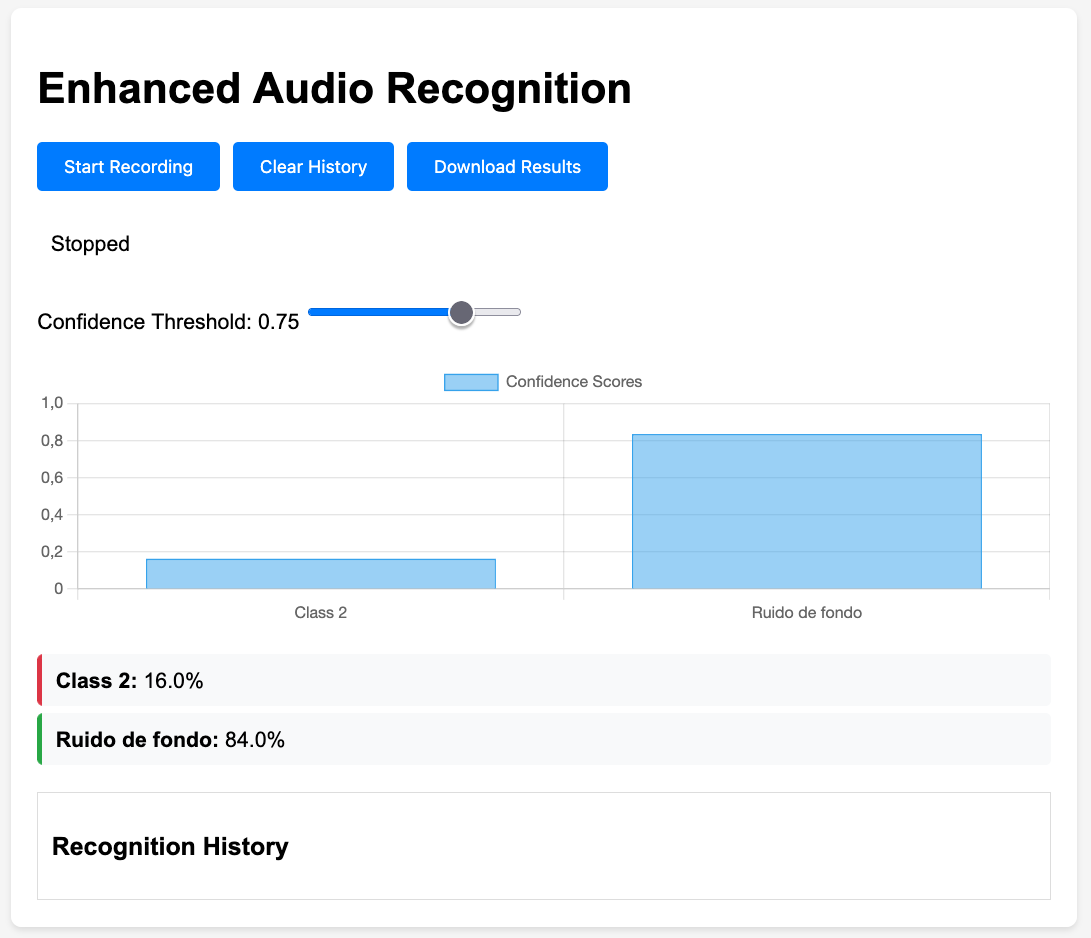 Enhanced Audio Recognition
Start Recording Clear History Download Results
Stopped
Confidence Threshold: 0.75
Confidence Scores
1,0
0,8
0,6
0,4
0,2
0
Class 2 Ruido de fondo
Class 2: 16.0%
Ruido de fondo: 84.0%
Recognition History